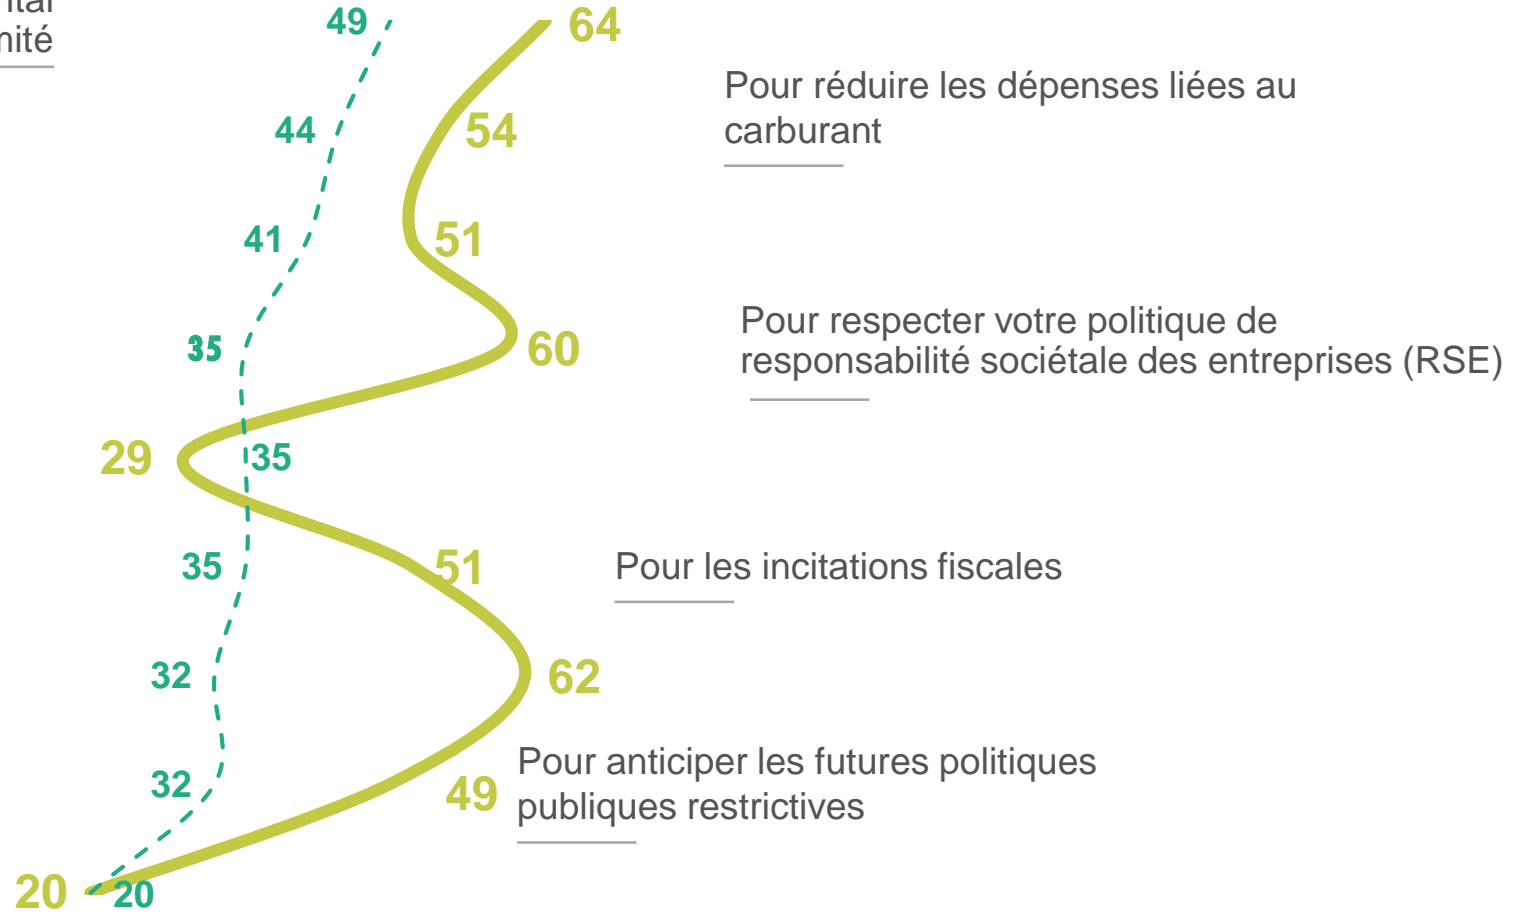 49
64
Pour réduire les dépenses liées au
carburant
44
54
41
51
Pour respecter votre politique de
responsabilité sociétale des entreprises (RSE)
35
60
29
35
35
51
Pour les incitations fiscales
32
62
Pour anticiper les futures politiques
publiques restrictives
32
49
20
20